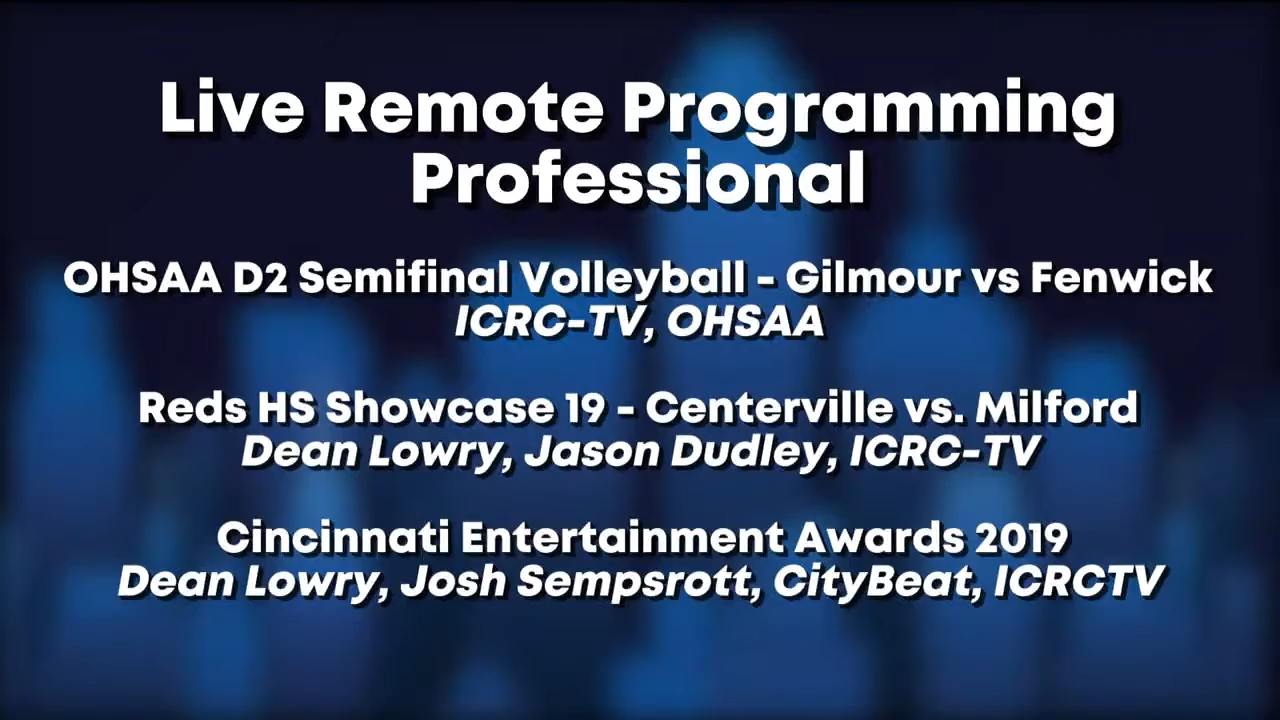 Live Remote Programming
Professional
OHSAA D2 Semifinal Volleyball - Gilmour vs Fenwick
ICRC-TV, OHSAA
Reds HS Showcase 19 - Centerville vs. Milford
Dean Lowry, Jason Dudley, ICRC-TV
Cincinnati Entertainment Awards 2019
Dean Lowry, Josh Sempsrott, CityBeat, ICRCTV